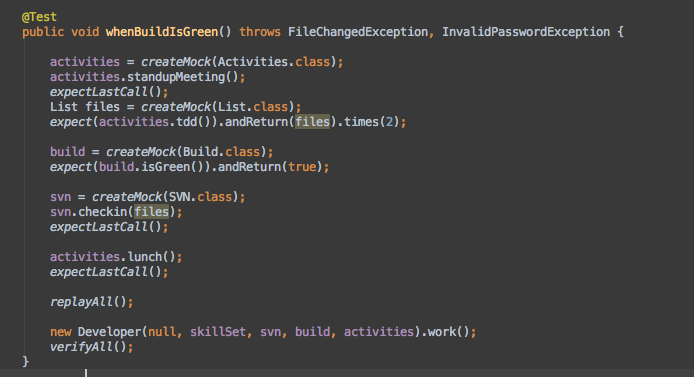 @Test
public void whenBuildIsGreen() throws FileChangedException, InvalidPasswordException {
activities = createMock(Activities.class);
activities.standupMeeting();
expectLastCall();
List files = createMock(List.class);
expect(activities.tdd()).andReturn(files).times(2);
build = createMock(Build.class);
expect(build.isGreen()).andReturn(true);
svn = createMock(SVN.class);
svn.checkin(files);
expectLastCall();
activities.lunch();
expectLastCall();
replayAll();
new Developer(null, skillSet, svn, build, activities).work();
verifyAll();
}